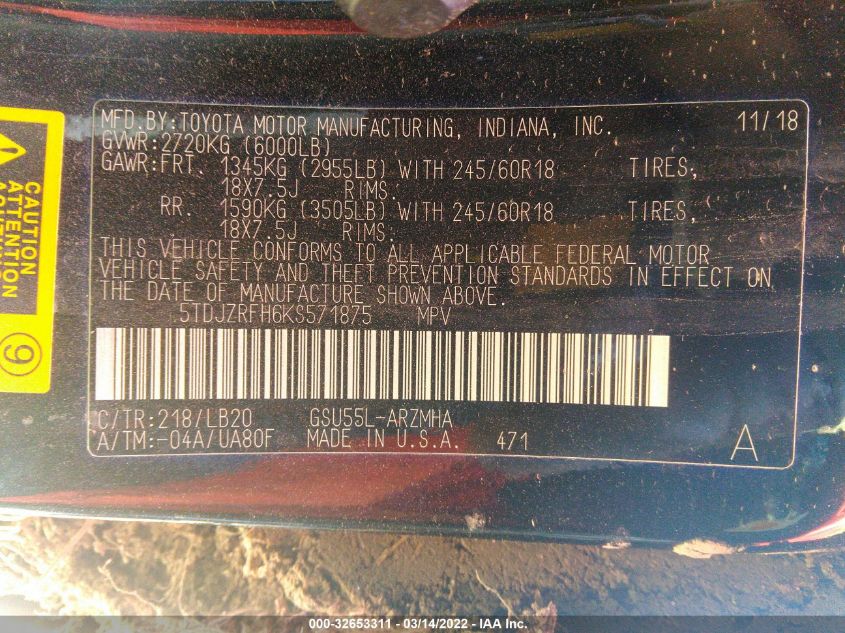 MFD.BY:TOYOTA MOTOR MANUFACTURING, INDIANA, INC. 11/18
GVWR:2720KG (6000LB)
GAWR:FRT. 1345KG (2955LB) WITH 245/60R18 TIRES,
18X7.5J RIMS.
RR. 1590KG (3505LB) WITH 245/60R18 TIRES,
18X7.5J RIMS.
THIS VEHICLE CONFORMS TO ALL APPLICABLE FEDERAL MOTOR
VEHICLE SAFETY AND THEFT PREVENTION STANDARDS IN EFFECT ON
THE DATE OF MANUFACTURE SHOWN ABOVE.
5TDJZRFH6KS571875 MPV
C/TR:218/LB20 GSU55L-ARZMHA
A/TM:-04A/UA80F MADE IN U.S.A. 471 A
CAUTION
ATTENTION
9
000-32653311 - 03/14/2022 - IAA Inc.